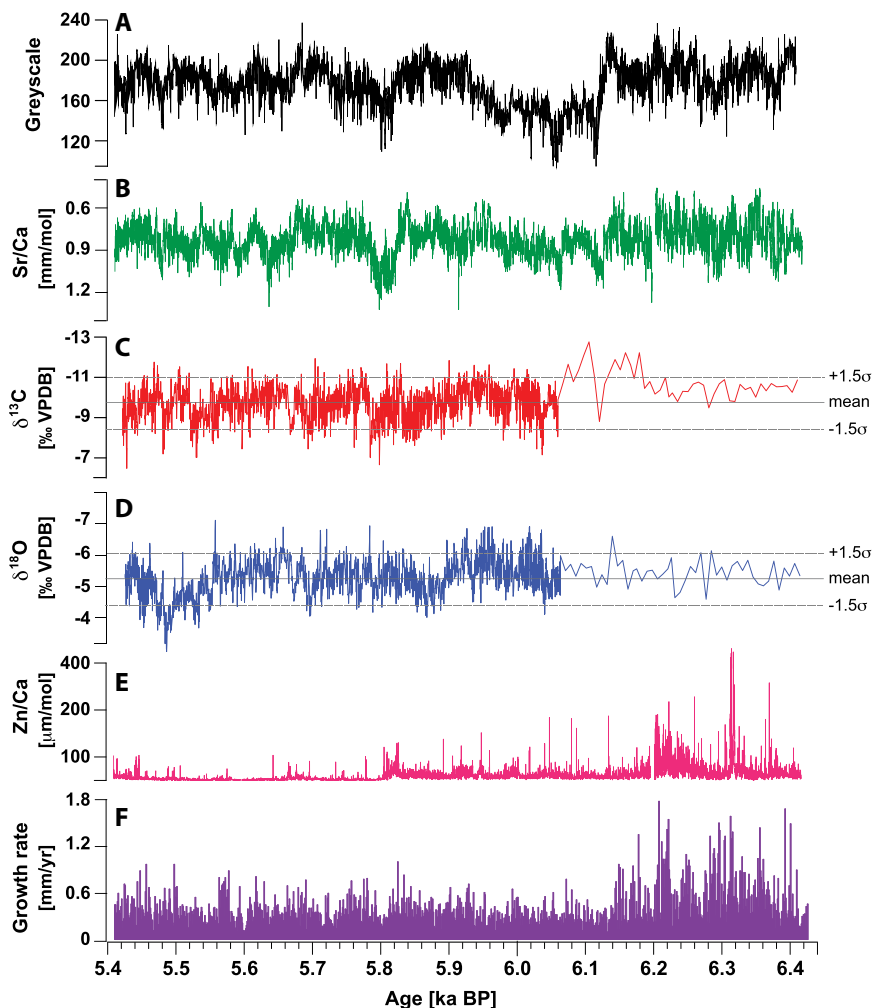 A
Greyscale
240
200
160
120
B
Sr/Ca
[mm/mol]
0.6
0.9
1.2
C
δ13C
[‰ VPDB]
-13
-11
-9
-7
+1.5σ
mean
-1.5σ
D
δ18O
[‰ VPDB]
-7
-6
-5
-4
+1.5σ
mean
-1.5σ
E
Zn/Ca
[µm/mol]
400
200
100
F
Growth rate
[mm/yr]
1.8
1.2
0.6
0
5.4 5.5 5.6 5.7 5.8 5.9 6.0 6.1 6.2 6.3 6.4
Age [ka BP]